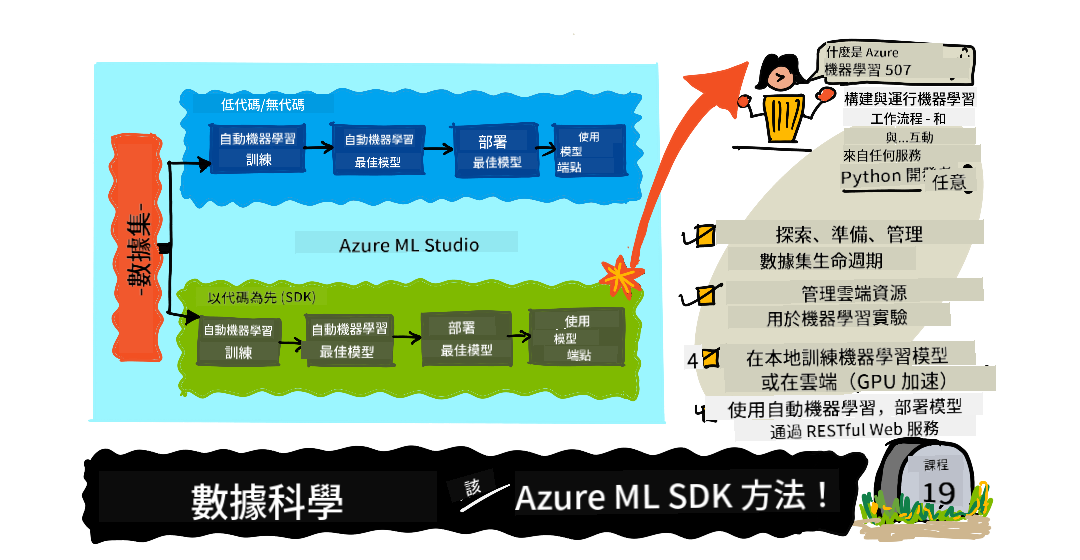 -數據集-
低代碼/無代碼
自動機器學習
訓練
自動機器學習
最佳模型
部署
最佳模型
使用
模型
端點
Azure ML Studio
以代碼為先 (SDK)
自動機器學習
訓練
自動機器學習
最佳模型
部署
最佳模型
使用
模型
端點
什麼是 Azure
機器學習 507
構建與運行機器學習
工作流程 - 和
與...互動
來自任何服務
Python 開
任意
探索、準備、管理
數據集生命週期
管理雲端資源
用於機器學習實驗
4
在本地訓練機器學習模型
或在雲端（GPU 加速）
使用自動機器學習，部署模型
通過 RESTful Web 服務
數據科學
該
Azure ML SDK 方法！
課程
19